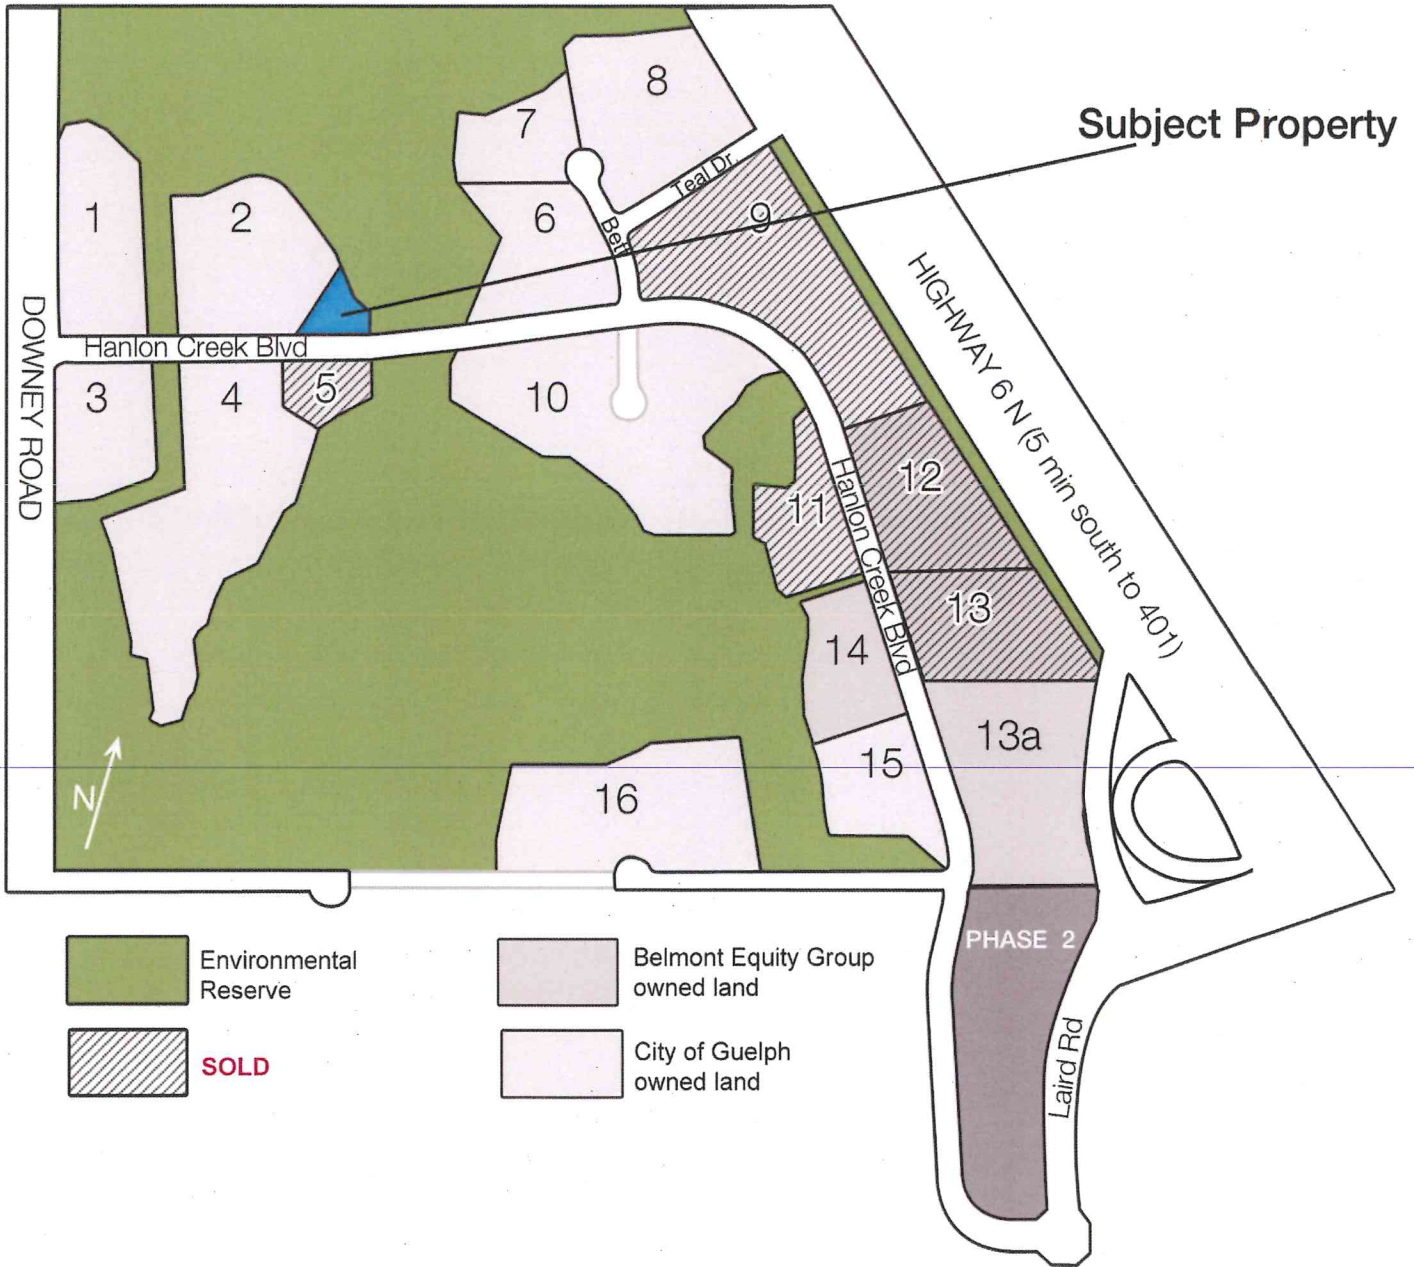 8
7
Subject Property
Teal Dr
1
2
6
Bett
9
HIGHWAY 6 N (5 min south to 401)
DOWNEY ROAD
Hanlon Creek Blvd
3
4
5
10
12
11
Hanlon Creek Blvd
13
14
13a
15
N
16
PHASE 2
Environmental
Reserve
Belmont Equity Group
owned land
SOLD
City of Guelph
owned land
Laird Rd